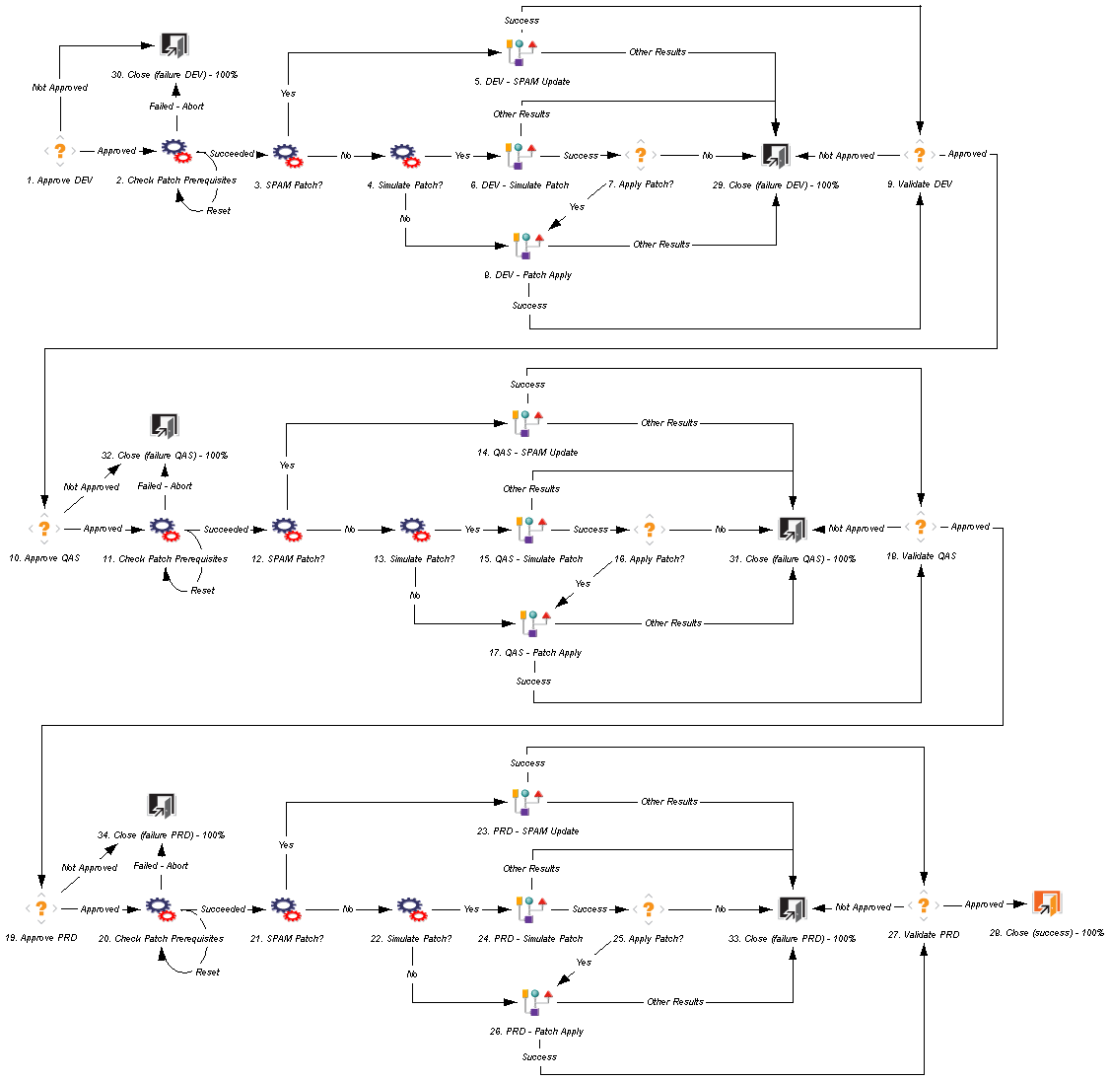 Success
Other Results
5. DEV - SPAM Update
30. Close (failure DEV) - 100%
Not Approved
Failed - Abort
Yes
Other Results
Approved
Succeeded
No
Yes
Success
No
Not Approved
Approved
1. Approve DEV
2. Check Patch Prerequisites
3. SPAM Patch?
4. Simulate Patch?
6. DEV - Simulate Patch
7. Apply Patch?
29. Close (failure DEV) - 100%
9. Validate DEV
Reset
No
Yes
Other Results
8. DEV - Patch Apply
Success
Success
Other Results
14. QAS - SPAM Update
32. Close (failure QAS) - 100%
Yes
Not Approved
Failed - Abort
Other Results
Approved
Succeeded
No
Yes
Success
No
Not Approved
Approved
10. Approve QAS
11. Check Patch Prerequisites
12. SPAM Patch?
13. Simulate Patch?
15. QAS - Simulate Patch
16. Apply Patch?
31. Close (failure QAS) - 100%
18. Validate QAS
Reset
No
Yes
Other Results
17. QAS - Patch Apply
Success
Success
Other Results
23. PRD - SPAM Update
34. Close (failure PRD) - 100%
Yes
Not Approved
Failed - Abort
Other Results
Approved
Succeeded
No
Yes
Success
No
Not Approved
Approved
19. Approve PRD
20. Check Patch Prerequisites
21. SPAM Patch?
22. Simulate Patch?
24. PRD - Simulate Patch
25. Apply Patch?
33. Close (failure PRD) - 100%
27. Validate PRD
28. Close (success) - 100%
Reset
No
Yes
Other Results
26. PRD - Patch Apply
Success